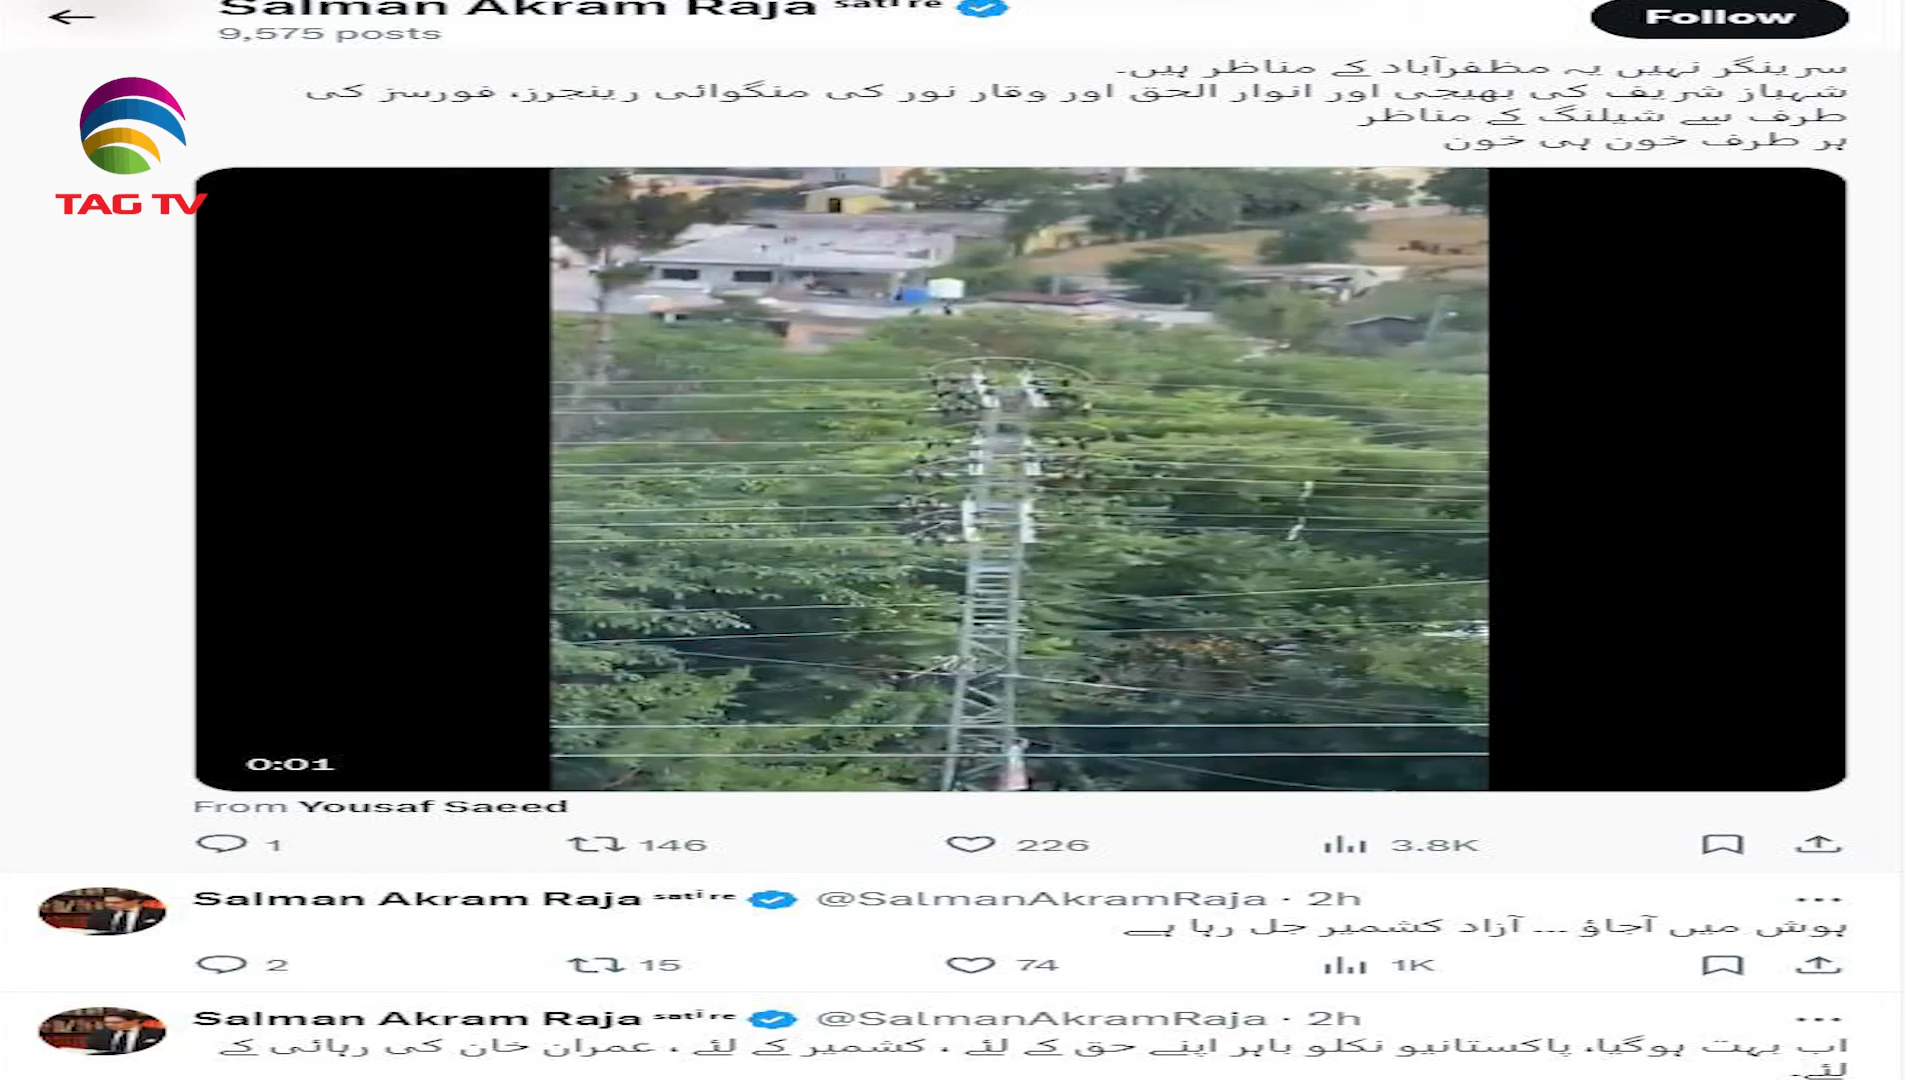 Salman Akram Raja satire
9,575 posts
Follow
TAG TV
سرینگر نہیں یہ مظفرآباد کے مناظر ہیں۔
شہباز شریف کی بھیجی اور انوار الحق اور وقار نور کی منگوائی رینجرز، فورسز کی
طرف سے شیلنگ کے مناظر
ہر طرف خون ہی خون
0:01
From Yousaf Saeed
1 146 226 3.8K
Salman Akram Raja satire @SalmanAkramRaja · 2h
ہوش میں آجاؤ ... آزاد کشمیر جل رہا ہے
2 15 74 1K
Salman Akram Raja satire @SalmanAkramRaja · 2h
اب بہت ہوگیا، پاکستانیو نکلو باہر اپنے حق کے لئے ، کشمیر کے لئے ، عمران خان کی رہائی کے
لئے۔